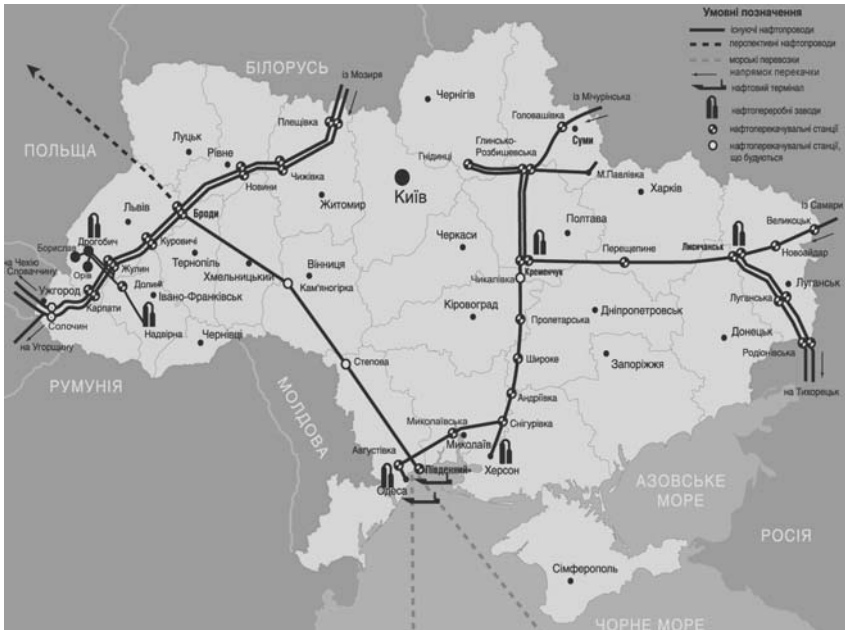 Умовні позначення
існуючі нафтопроводи
перспективні нафтопроводи
морські перевозки
напрямок перекачки
нафтовий термінал
нафтопереробні заводи
нафтоперекачувальні станції
нафтоперекачувальні станції,
що будуються
БІЛОРУСЬ
із Мозиря
Чернігів
із Мічурінська
Головашівка
Плещівка
Суми
Глинсько-
Розбишевська
Гнідинці
М.Павлівка
ПОЛЬЩА
Луцьк
Рівне
Новини
Чижівка
Житомир
Київ
Харків
із Самари
Великоцьк
Львів
Броди
Полтава
Лисичанськ
Новоайдар
Борислав
Дрогобич
Куровичі
Черкаси
Перещепине
на Чехію
Словаччину
Орів
Жулин
Тернопіль
Хмельницький
Вінниця
Кам'яногірка
Кременчук
Чикалівка
Луганськ
Луганська
Ужгород
Долина
Карпати
Івано-Франківськ
Солочин
Надвірна
Чернівці
Кіровоград
Пролетарська
Дніпропетровськ
Донецьк
Родіонівська
на Угорщину
Степова
Широке
Запоріжжя
на Тихорецьк
РУМУНІЯ
МОЛДОВА
Андріївка
Миколаївська
Снігурівка
Миколаїв
Августівка
Південний
Херсон
Одеса
АЗОВСЬКЕ
МОРЕ
РОСІЯ
Сімферополь
ЧОРНЕ МОРЕ